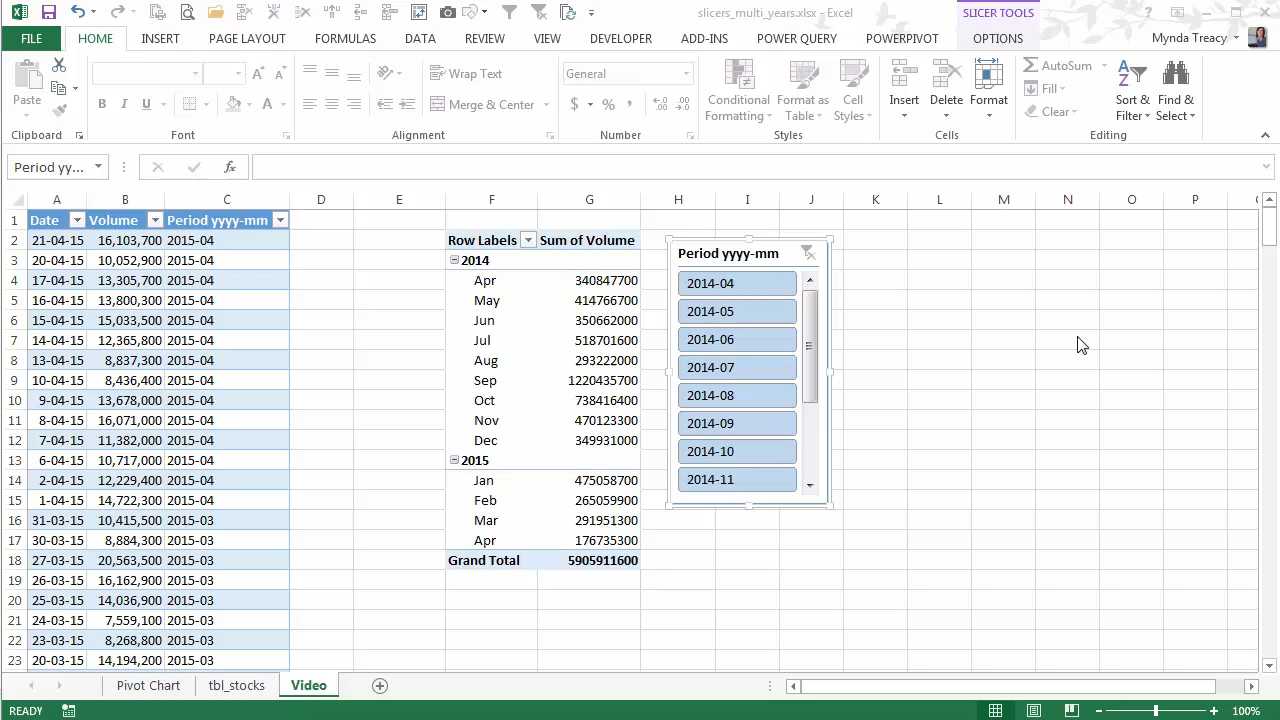 slicers_multi_years.xlsx - Excel
SLICER TOOLS
FILE HOME INSERT PAGE LAYOUT FORMULAS DATA REVIEW VIEW DEVELOPER ADD-INS POWER QUERY POWERPIVOT OPTIONS Mynda Treacy
Paste
Clipboard
B I U A
Font
Wrap Text
Merge & Center
Alignment
General
$ % ,
Number
Conditional Formatting
Format as Table
Cell Styles
Styles
Insert
Delete
Format
Cells
AutoSum
Fill
Clear
Sort & Filter
Find & Select
Editing
Period yy... fx
A B C D E F G H I J K L M N O P
1 Date Volume Period yyyy-mm
2 21-04-15 16,103,700 2015-04
3 20-04-15 10,052,900 2015-04
4 17-04-15 13,305,700 2015-04
5 16-04-15 13,800,300 2015-04
6 15-04-15 15,033,500 2015-04
7 14-04-15 12,365,800 2015-04
8 13-04-15 8,837,300 2015-04
9 10-04-15 8,436,400 2015-04
10 9-04-15 13,678,000 2015-04
11 8-04-15 16,071,000 2015-04
12 7-04-15 11,382,000 2015-04
13 6-04-15 10,717,000 2015-04
14 2-04-15 12,229,400 2015-04
15 1-04-15 14,722,300 2015-04
16 31-03-15 10,415,500 2015-03
17 30-03-15 8,884,300 2015-03
18 27-03-15 20,563,500 2015-03
19 26-03-15 16,162,900 2015-03
20 25-03-15 14,036,900 2015-03
21 24-03-15 7,559,100 2015-03
22 23-03-15 8,268,800 2015-03
23 20-03-15 14,194,200 2015-03
Row Labels Sum of Volume
2014
Apr 340847700
May 414766700
Jun 350662000
Jul 518701600
Aug 293222000
Sep 1220435700
Oct 738416400
Nov 470123300
Dec 349931000
2015
Jan 475058700
Feb 265059900
Mar 291951300
Apr 176735300
Grand Total 5905911600
Period yyyy-mm
2014-04
2014-05
2014-06
2014-07
2014-08
2014-09
2014-10
2014-11
Pivot Chart tbl_stocks Video
READY 100%